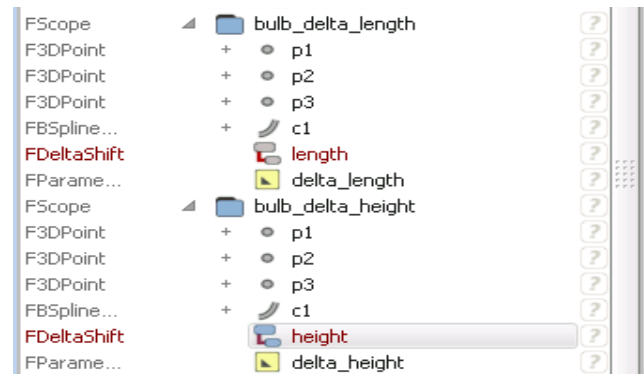 FScope bulb_delta_length ?
F3DPoint + p1 ?
F3DPoint + p2 ?
F3DPoint + p3 ?
FBSpline... + c1 ?
FDeltaShift length ?
FParame... delta_length ?
FScope bulb_delta_height ?
F3DPoint + p1 ?
F3DPoint + p2 ?
F3DPoint + p3 ?
FBSpline... + c1 ?
FDeltaShift height ?
FParame... delta_height ?